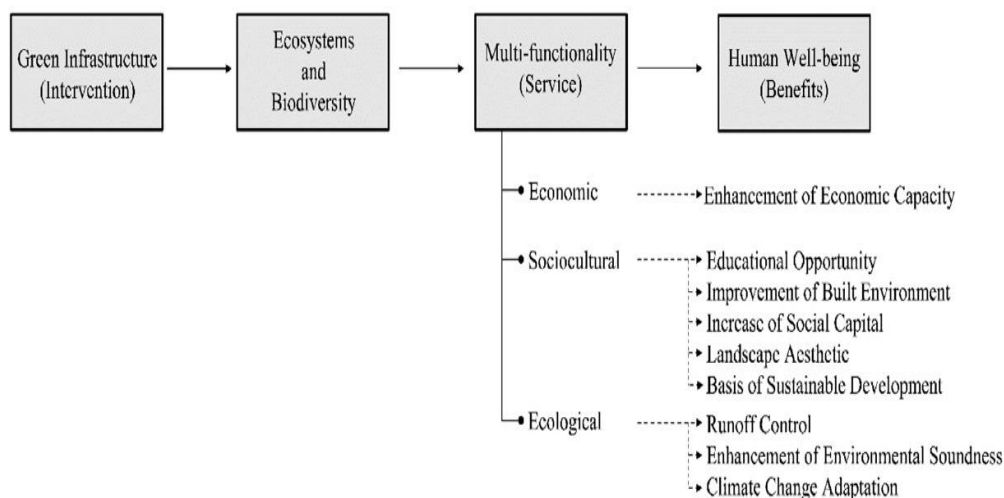 Green Infrastructure
(Intervention)
Ecosystems
and
Biodiversity
Multi-functionality
(Service)
Human Well-being
(Benefits)
Economic
Enhancement of Economic Capacity
Sociocultural
Educational Opportunity
Improvement of Built Environment
Increase of Social Capital
Landscape Aesthetic
Basis of Sustainable Development
Ecological
Runoff Control
Enhancement of Environmental Soundness
Climate Change Adaptation